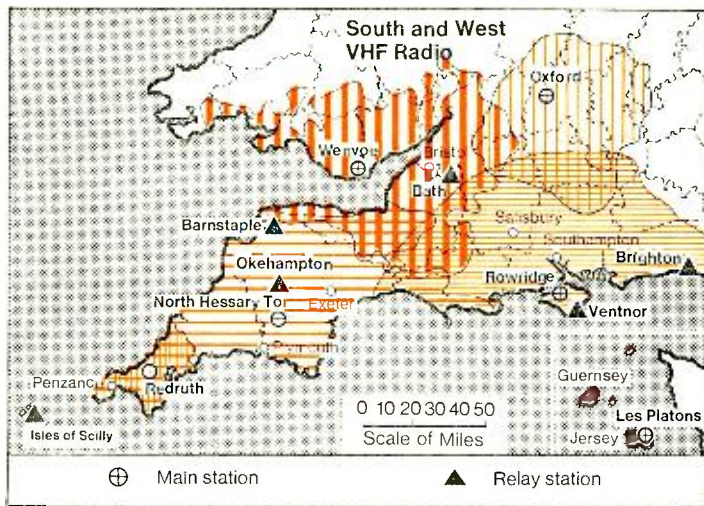 South and West
VHF Radio
Oxford
Wenvoe
Bath
Barnstaple
Salisbury
Southampton
Okehampton
Brighton
Rowridge
North Hessary Tor
Exeter
Ventnor
Plymouth
Redruth
Guernsey
Les Platons
Isles of Scilly
Jersey
0 10 20 30 40 50
Scale of Miles
Main station
Relay station